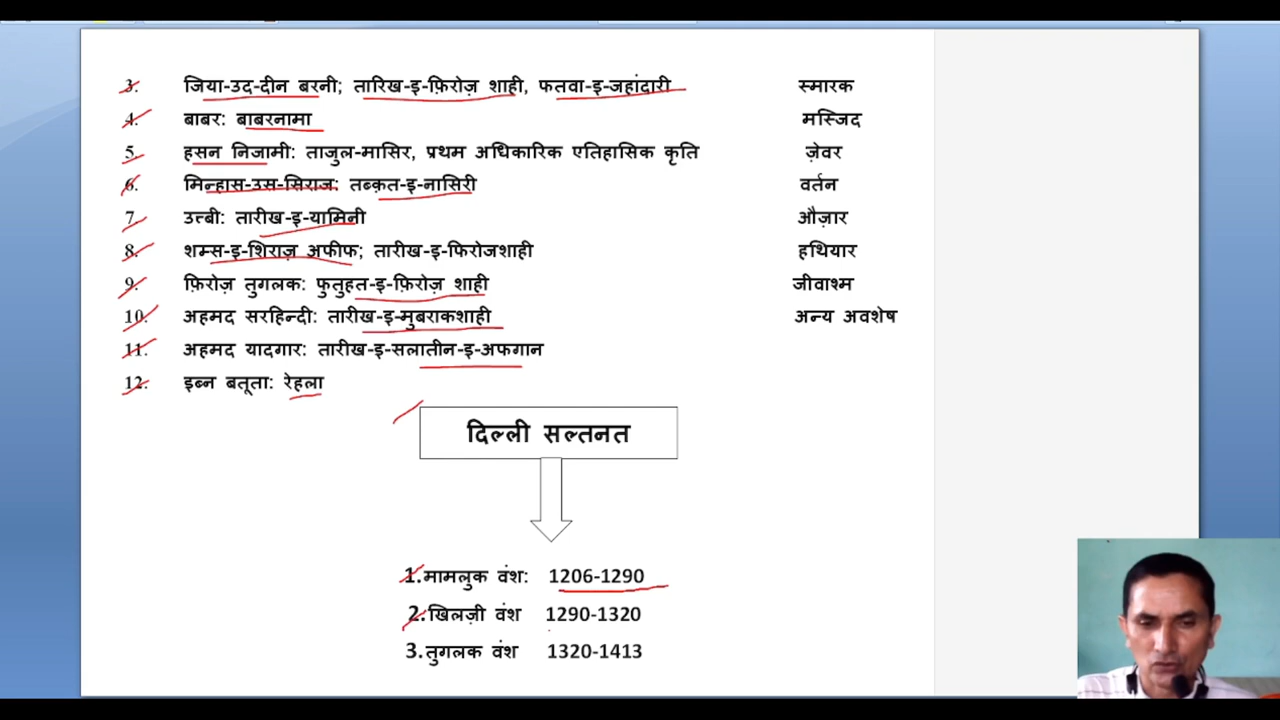 3. जिया-उद-दीन बरनी; तारिख-इ-फ़िरोज़ शाही, फतवा-इ-जहांदारी स्मारक
4. बाबर: बाबरनामा मस्जिद
5. हसन निजामी: ताजुल-मासिर, प्रथम अधिकारिक एतिहासिक कृति ज़ेवर
6. मिन्हास-उस-सिराज: तब्क़त-इ-नासिरी वर्तन
7. उत्त्बी: तारीख-इ-यामिनी औज़ार
8. शम्स-इ-शिराज़ अफीफ; तारीख-इ-फिरोजशाही हथियार
9. फ़िरोज़ तुगलक: फुतुहत-इ-फ़िरोज़ शाही जीवाश्म
10. अहमद सरहिन्दी: तारीख-इ-मुबराकशाही अन्य अवशेष
11. अहमद यादगार: तारीख-इ-सलातीन-इ-अफगान
12. इब्न बतूता: रेहला
दिल्ली सल्तनत
1.मामलुक वंश: 1206-1290
2.खिलज़ी वंश 1290-1320
3.तुगलक वंश 1320-1413